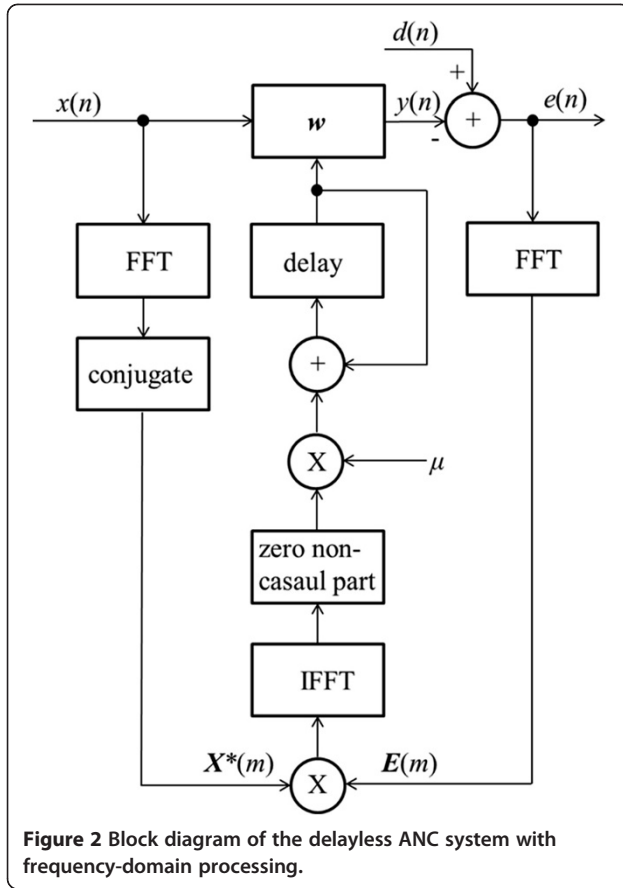 d(n)
+
x(n)
w
y(n)
-
+
e(n)
FFT
delay
FFT
conjugate
+
X
μ
zero non-
casaul part
IFFT
X*(m)
X
E(m)
Figure 2 Block diagram of the delayless ANC system with
frequency-domain processing.